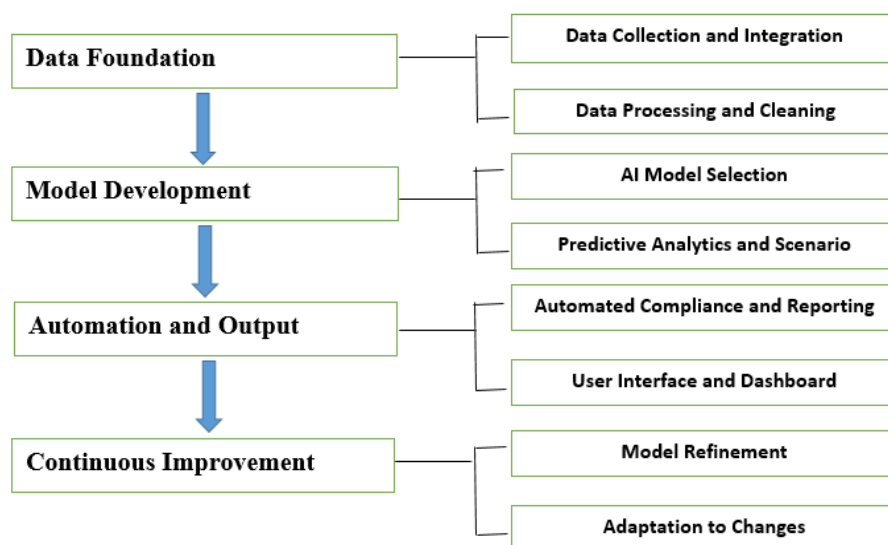 Data Foundation
Data Collection and Integration
Data Processing and Cleaning
Model Development
AI Model Selection
Predictive Analytics and Scenario
Automation and Output
Automated Compliance and Reporting
User Interface and Dashboard
Continuous Improvement
Model Refinement
Adaptation to Changes